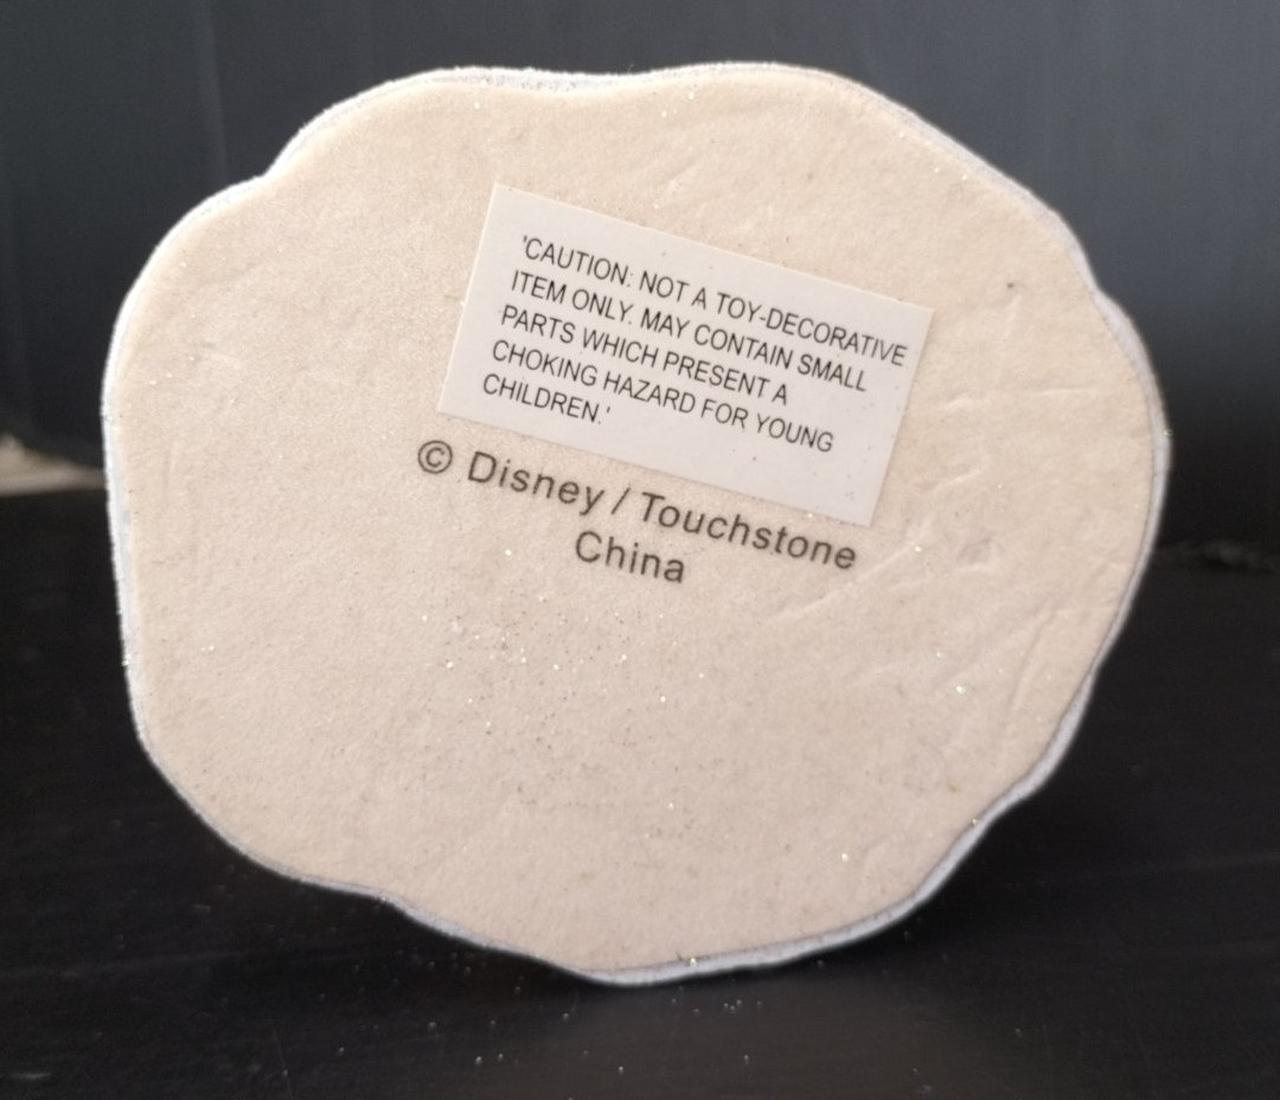 'CAUTION: NOT A TOY-DECORATIVE
ITEM ONLY. MAY CONTAIN SMALL
PARTS WHICH PRESENT A
CHOKING HAZARD FOR YOUNG
CHILDREN.'
© Disney / Touchstone
China